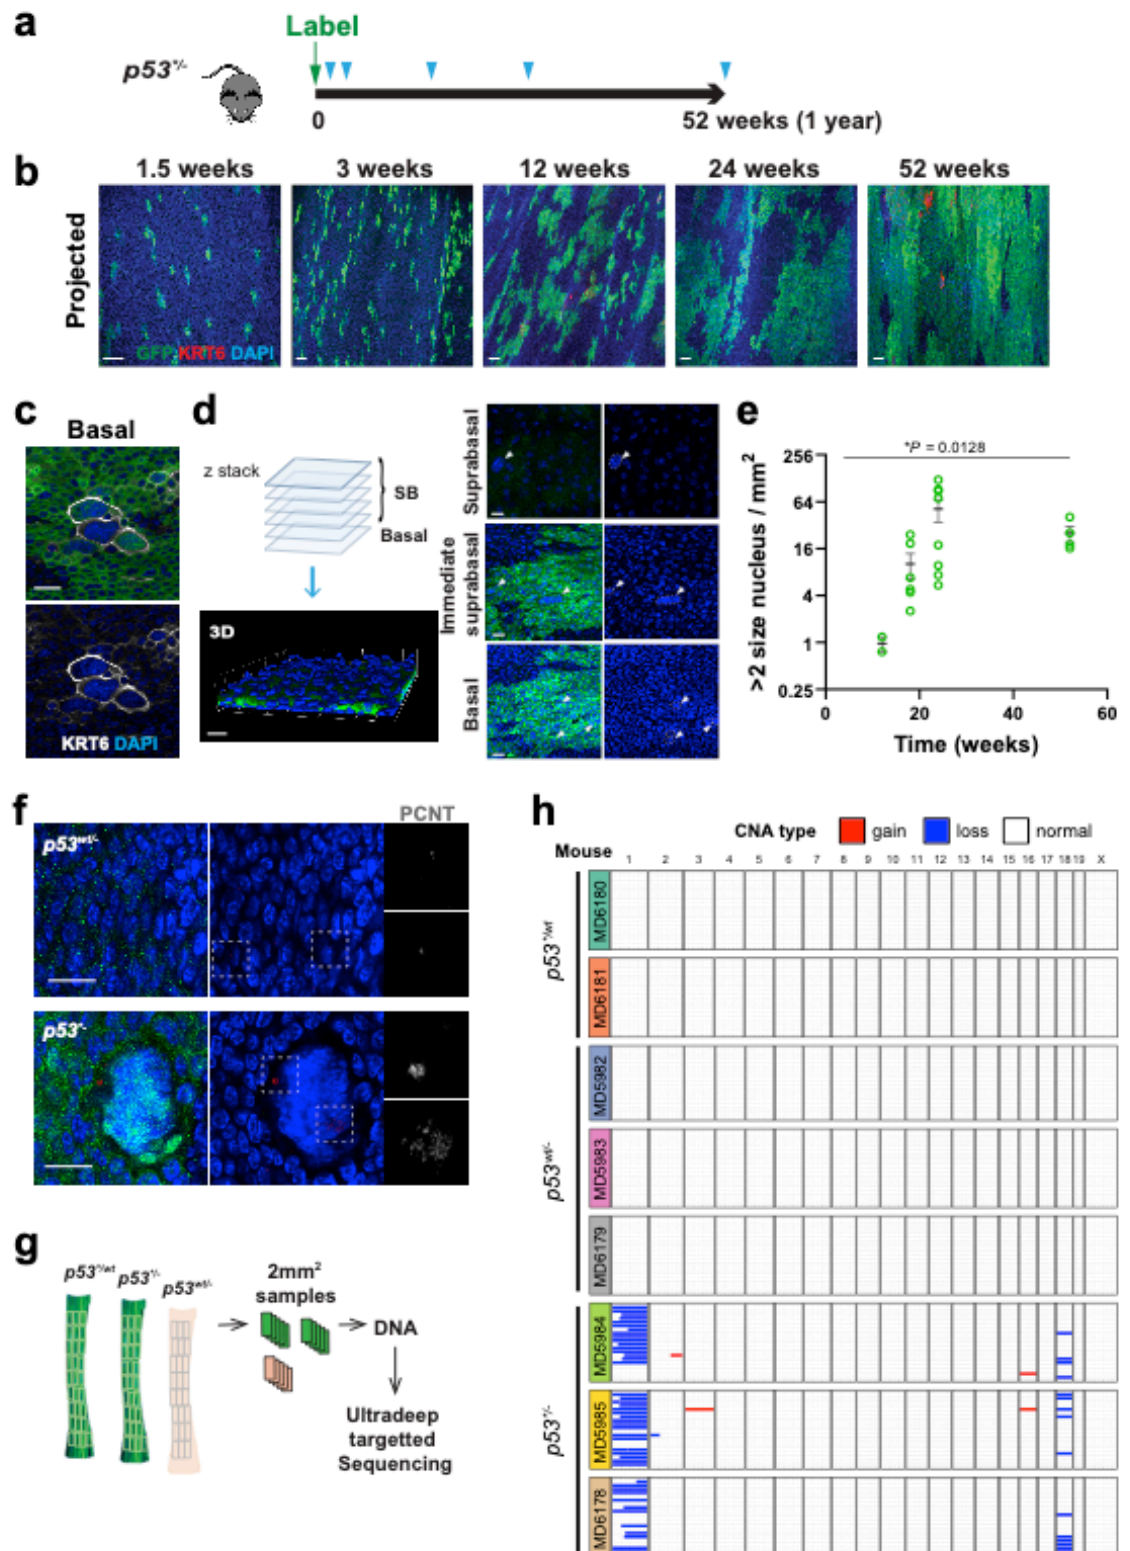 a
Label
p53*/-
0
52 weeks (1 year)
b
1.5 weeks
3 weeks
12 weeks
24 weeks
52 weeks
Projected
GFP KRT6 DAPI
c
Basal
KRT6 DAPI
d
z stack
SB
Basal
3D
Suprabasal
Immediate suprabasal
Basal
e
*P = 0.0128
>2 size nucleus / mm²
256
64
16
4
1
0.25
0
20
40
60
Time (weeks)
f
PCNT
p53wt/-
p53*/-
g
p53*/wt
p53*/-
p53wt/-
2mm²
samples
DNA
Ultradeep
targetted
Sequencing
h
CNA type gain loss normal
Mouse
1 2 3 4 5 6 7 8 9 10 11 12 13 14 15 16 17 18 19 X
p53*/wt
MD6180
MD6181
p53wt/-
MD5982
MD5983
MD6179
p53*/-
MD5984
MD5985
MD6178